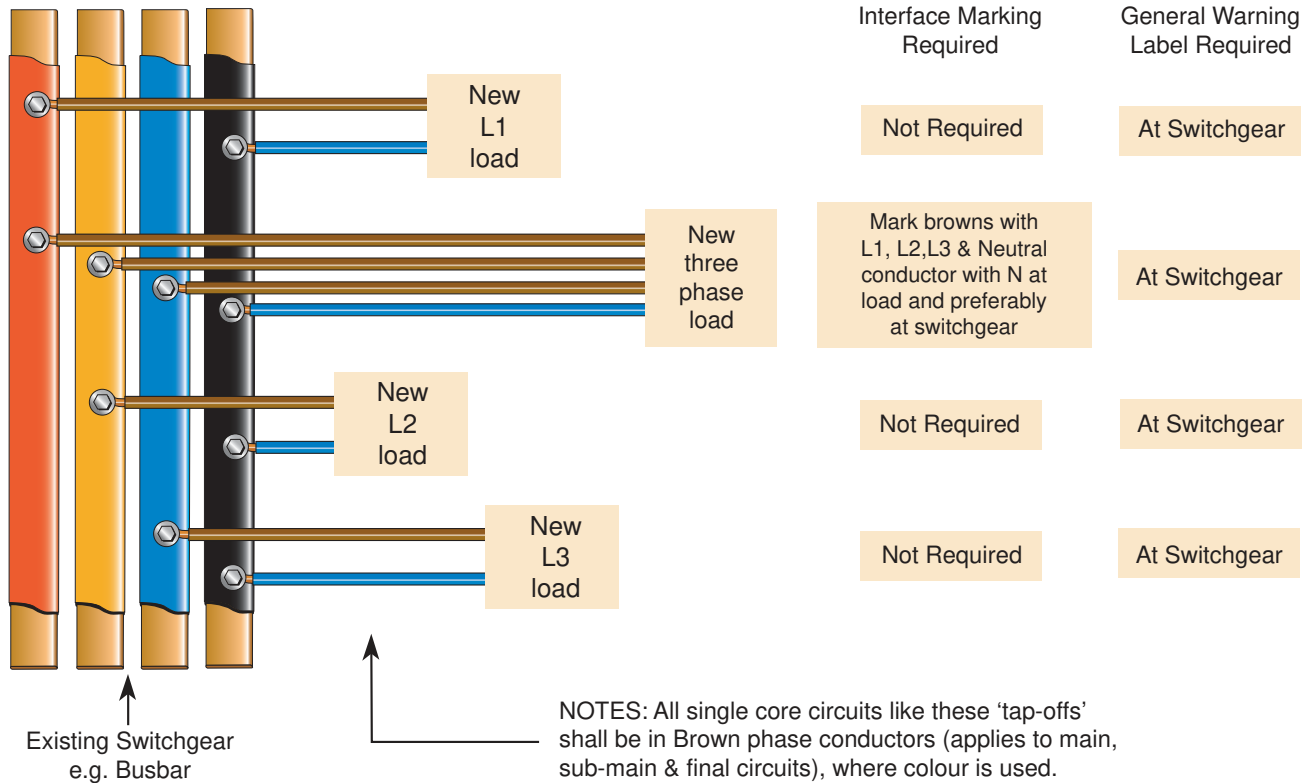 Interface Marking
Required
General Warning
Label Required
New
L1
load
Not Required
At Switchgear
New
three
phase
load
Mark browns with
L1, L2,L3 & Neutral
conductor with N at
load and preferably
at switchgear
At Switchgear
New
L2
load
Not Required
At Switchgear
New
L3
load
Not Required
At Switchgear
Existing Switchgear
e.g. Busbar
NOTES: All single core circuits like these ‘tap-offs’
shall be in Brown phase conductors (applies to main,
sub-main & final circuits), where colour is used.